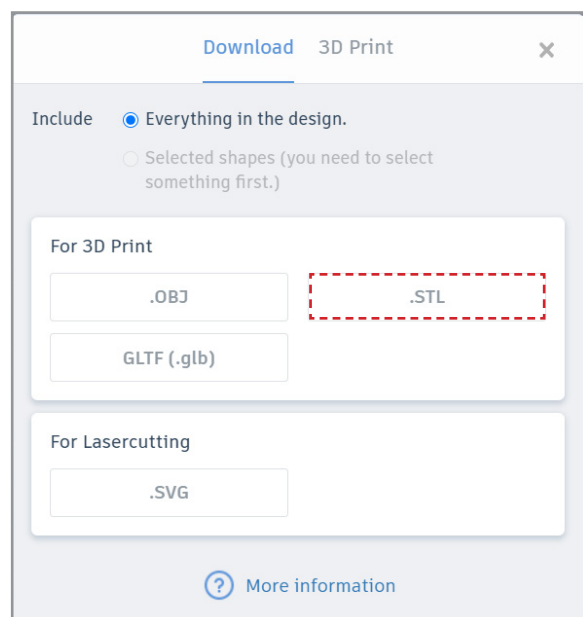 Download 3D Print ×
Include Everything in the design.
Selected shapes (you need to select
something first.)
For 3D Print
.OBJ .STL
GLTF (.glb)
For Lasercutting
.SVG
? More information